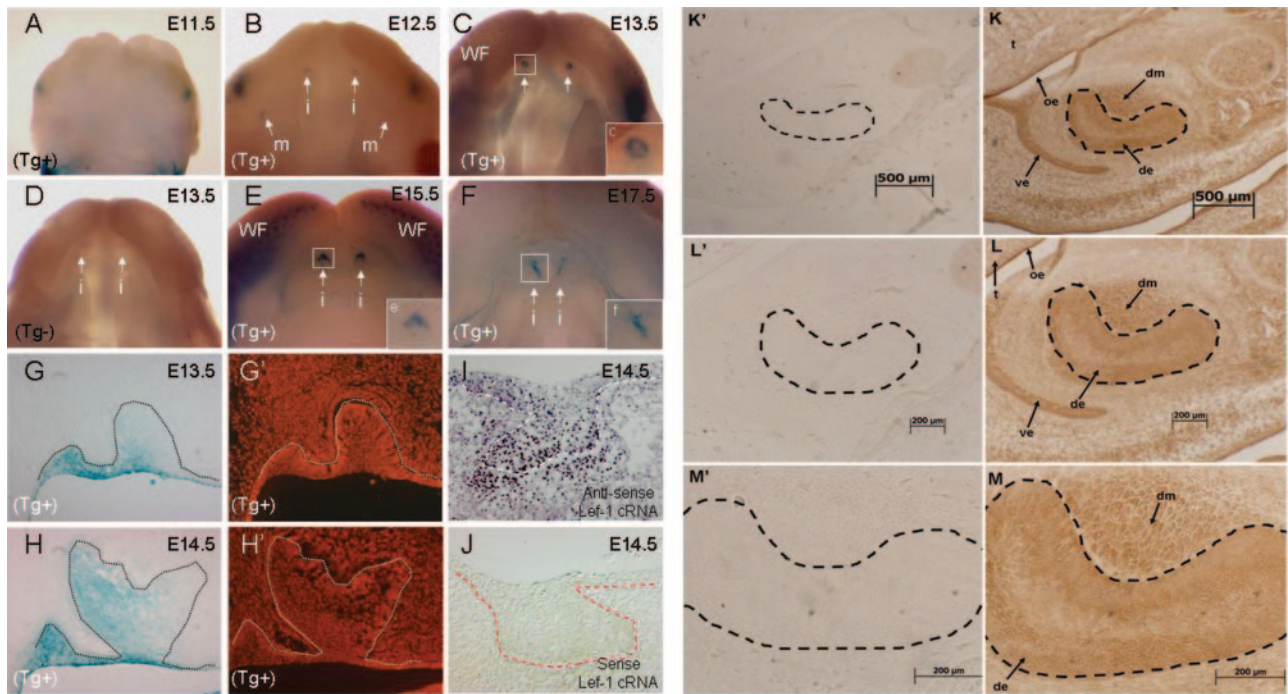 A E11.5
(Tg+)
B E12.5
i i
m m
(Tg+)
C E13.5
WF
i i
c
(Tg+)
D E13.5
i i
(Tg-)
E E15.5
WF WF
i i
e
(Tg+)
F E17.5
i i
f
(Tg+)
G E13.5
(Tg+)
G'
(Tg+)
I E14.5
Anti-sense
Lef-1 cRNA
H E14.5
(Tg+)
H'
(Tg+)
J E14.5
Sense
Lef-1 cRNA
K'
500 µm
K
t
oe
dm
ve
de
500 µm
L'
200 µm
L
t
oe
dm
de
ve
200 µm
M'
200 µm
M
dm
de
200 µm